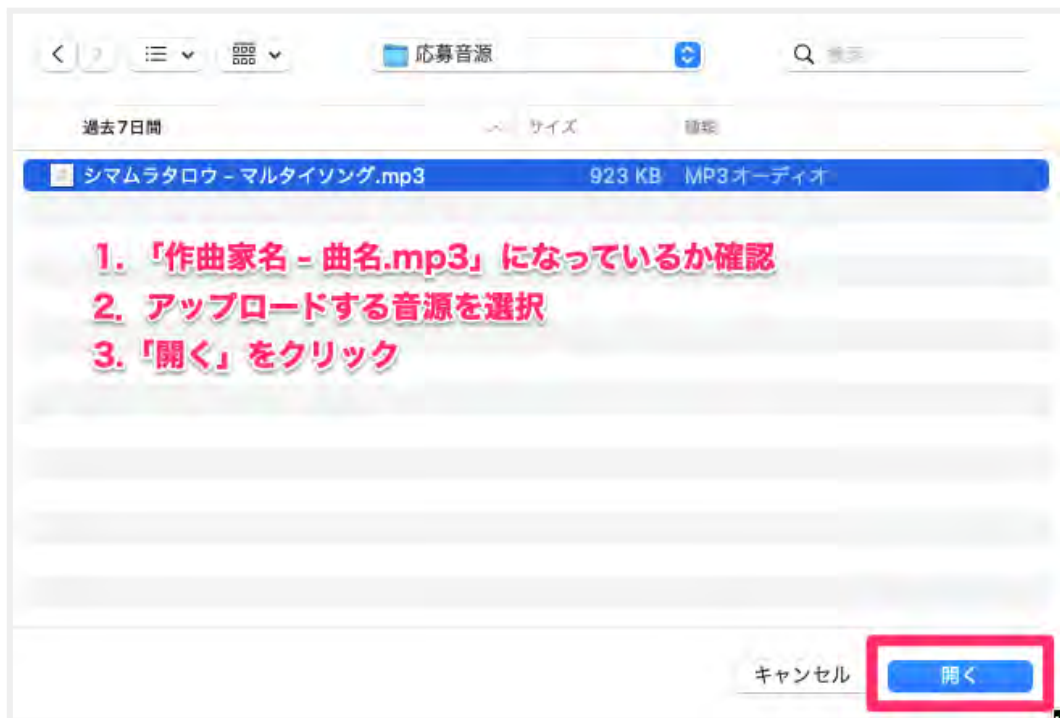 応募音源
検索
過去7日間 サイズ 種類
シマムラタロウ - マルタイソング.mp3 923 KB MP3オーディオ
1. 「作曲家名 - 曲名.mp3」になっているか確認
2. アップロードする音源を選択
3.「開く」をクリック
キャンセル 開く